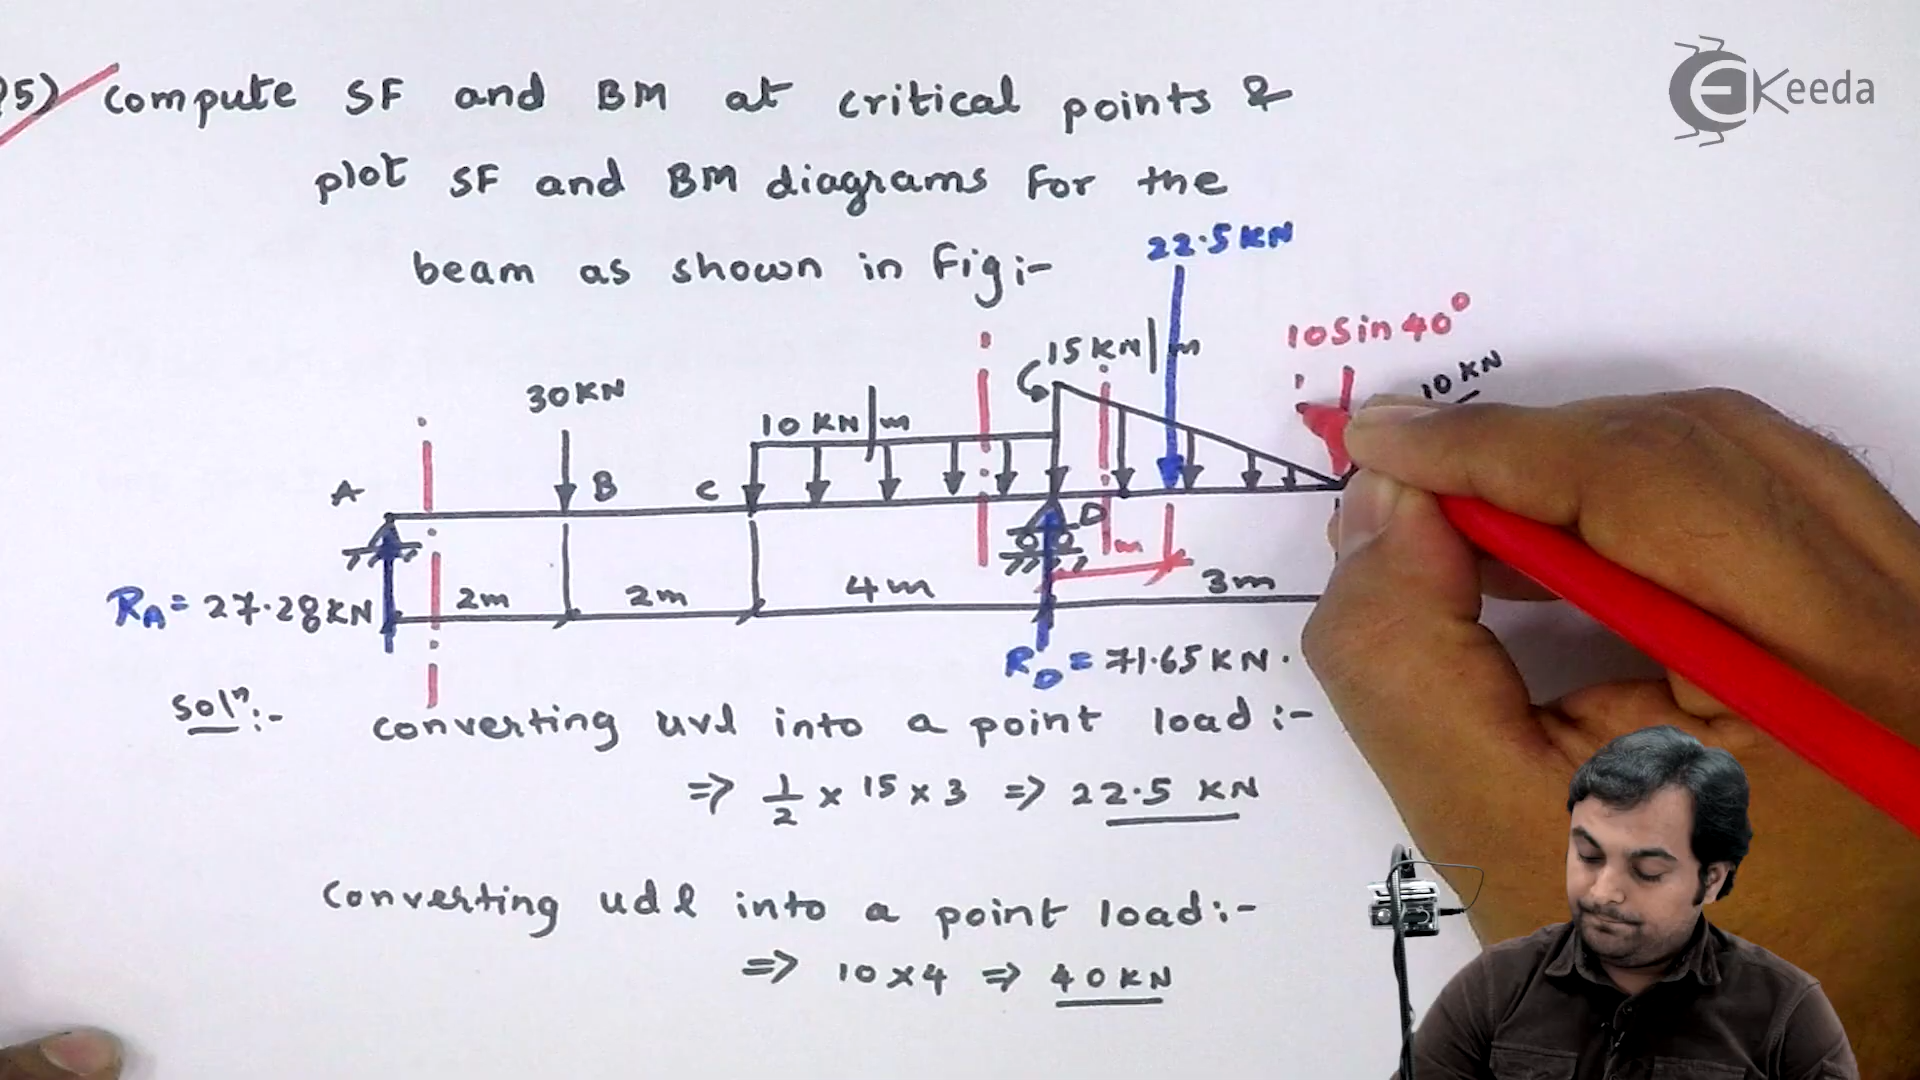 Keeda
?5) Compute SF and BM at critical points &
plot SF and BM diagrams For the
beam as shown in Fig:-
22.5 KN
10 Sin 40°
15 KN/m
10 KN
30 KN
10 KN/m
A
B
C
D
m
2m
2m
4m
3m
RA = 27.28 KN
RD = 71.65 KN.
Solⁿ:-
Converting uvl into a point load :-
=> 1/2 x 15 x 3 => 22.5 KN
Converting udl into a point load:-
=> 10 x 4 => 40 KN